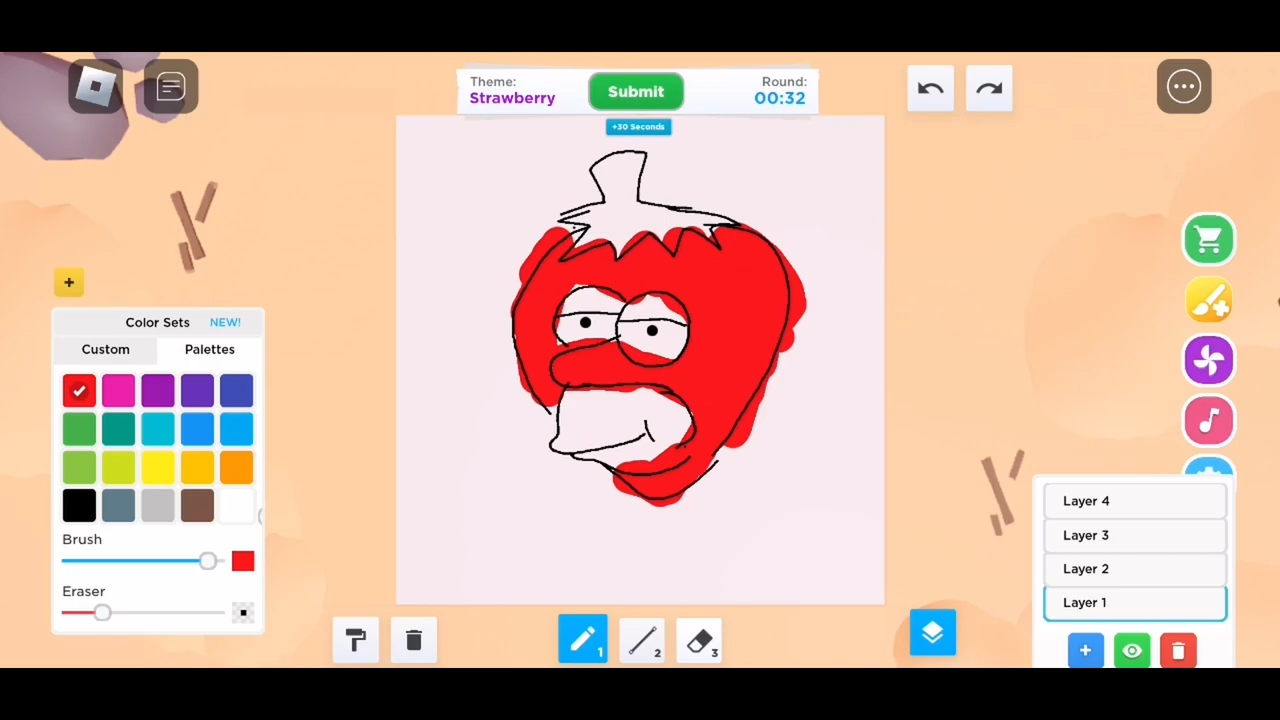 Theme:
Strawberry
Submit
Round:
00:32
+30 Seconds
+
Color Sets NEW!
Custom Palettes
Brush
Eraser
1
2
3
Layer 4
Layer 3
Layer 2
Layer 1
+